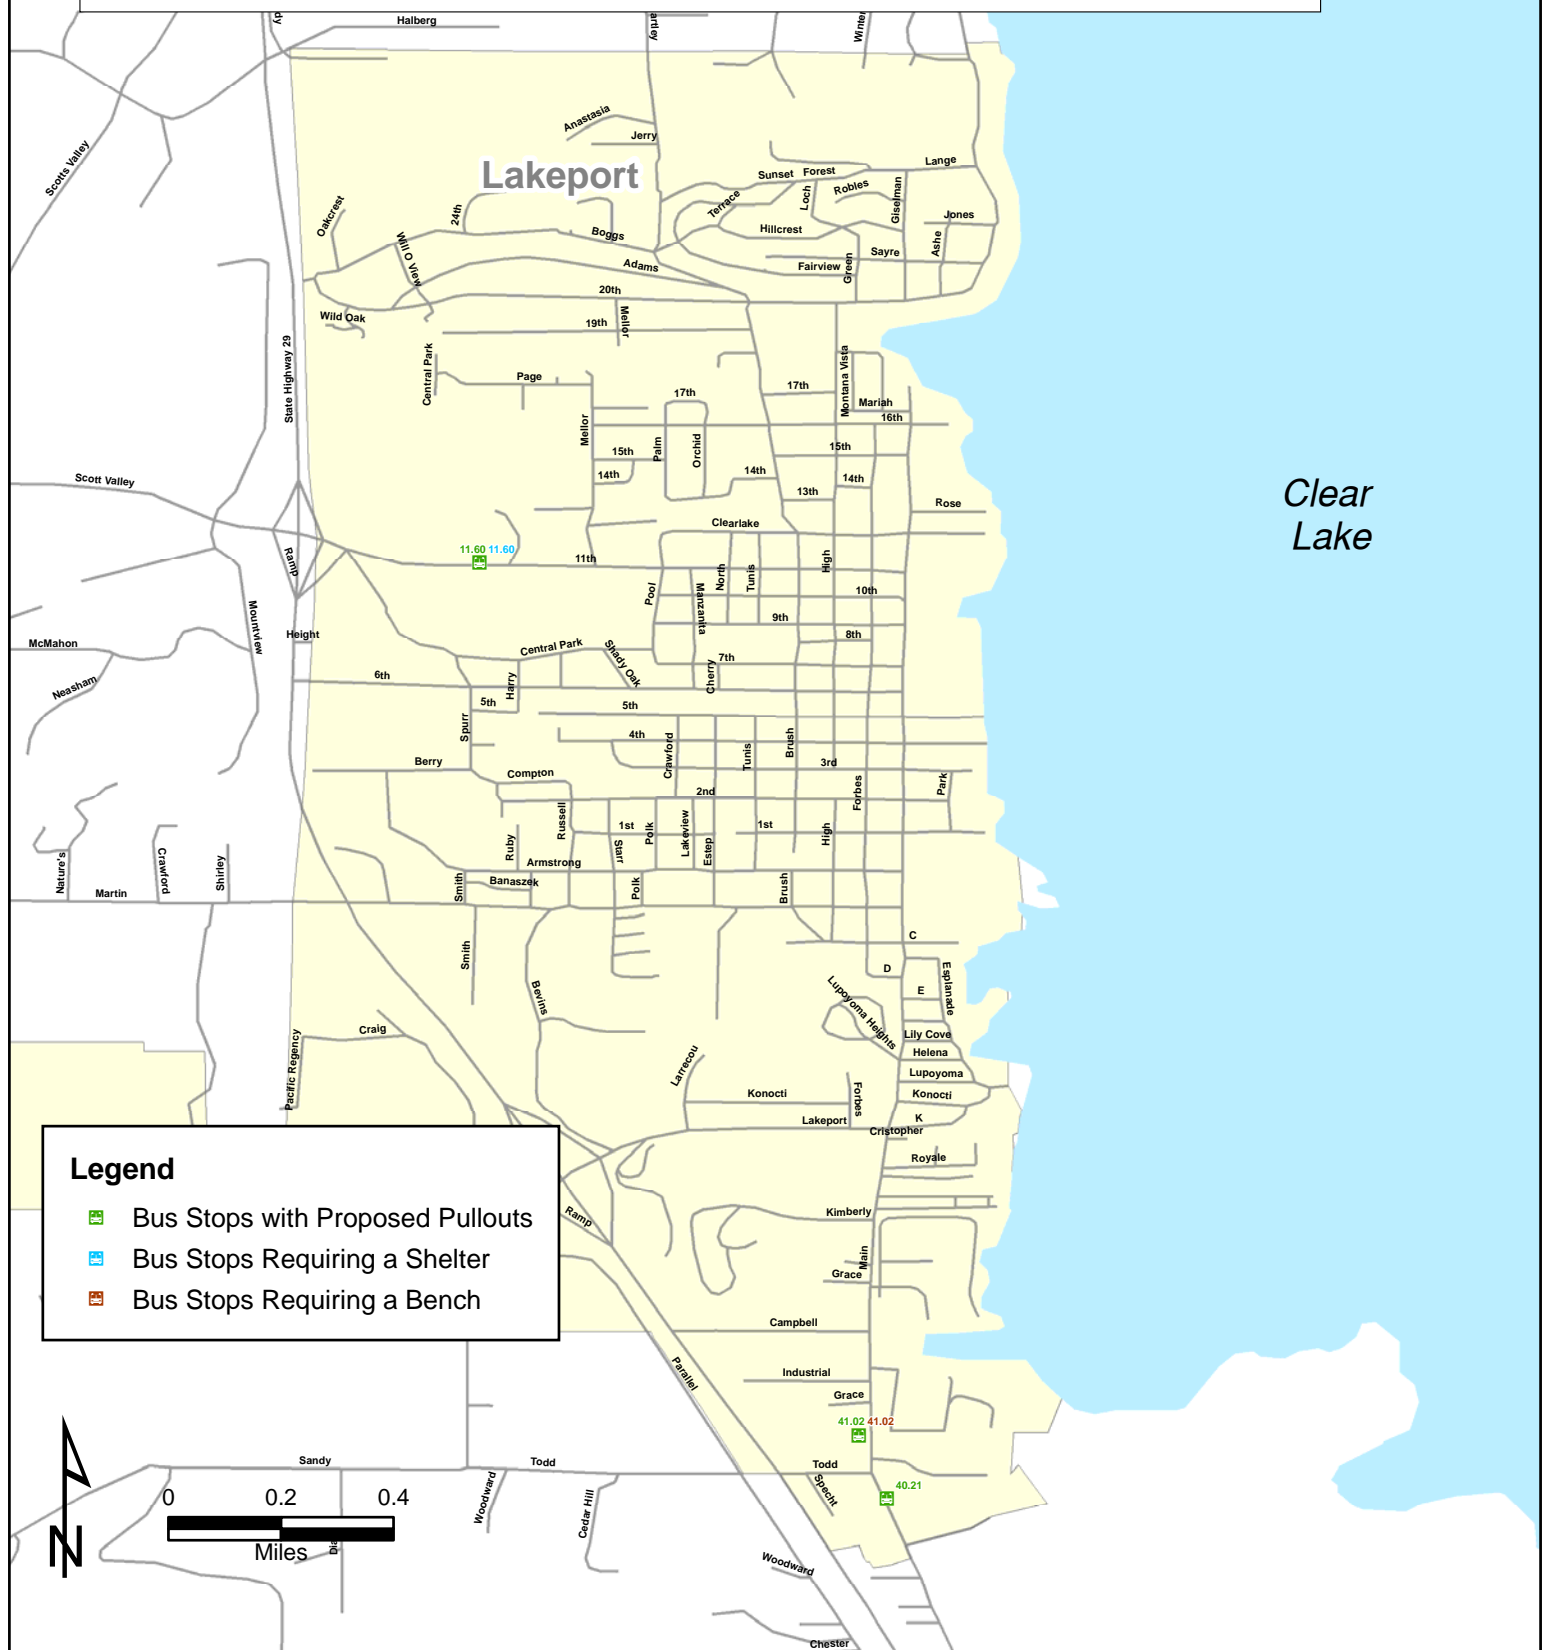 Halberg
dy
artley
Winter
Anastasia
Jerry
Scotts Valley
Lakeport
Lange
Sunset
Forest
Robles
Loch
Giselman
Terrace
Jones
Oakcrest
24th
Will O View
Boggs
Hillcrest
Ashe
Sayre
Green
Fairview
Adams
20th
Wild Oak
19th
Mellor
State Highway 29
Central Park
Page
Montana Vista
17th
17th
Mariah
16th
Mellor
Palm
Orchid
15th
15th
14th
14th
14th
13th
Scott Valley
Rose
Clear
Lake
Clearlake
11.60 11.60
11th
Ramp
High
North
Tunis
Pool
Manzanita
10th
9th
8th
Mountview
Height
McMahon
Central Park
Shady Oak
7th
Cherry
Neasham
6th
Harry
5th
5th
Spurr
4th
Crawford
Tunis
Brush
3rd
Berry
Compton
Forbes
Park
2nd
Russell
1st
Polk
Lakeview
1st
High
Ruby
Starr
Estep
Armstrong
Nature's
Crawford
Shirley
Martin
Smith
Banaszek
Polk
Brush
C
Smith
D
Esplanade
E
Bevins
Lupoyoma Heights
Lily Cove
Craig
Helena
Pacific Regency
Larrecou
Lupoyoma
Konocti
Forbes
Konocti
Lakeport
K
Cristopher
Royale
Legend
Bus Stops with Proposed Pullouts
Bus Stops Requiring a Shelter
Bus Stops Requiring a Bench
Ramp
Kimberly
Main
Grace
Campbell
Parallel
Industrial
Grace
41.02 41.02
Sandy
Todd
Todd
Specht
40.21
Woodward
Cedar Hill
0 0.2 0.4
Miles
N
Woodward
Chester